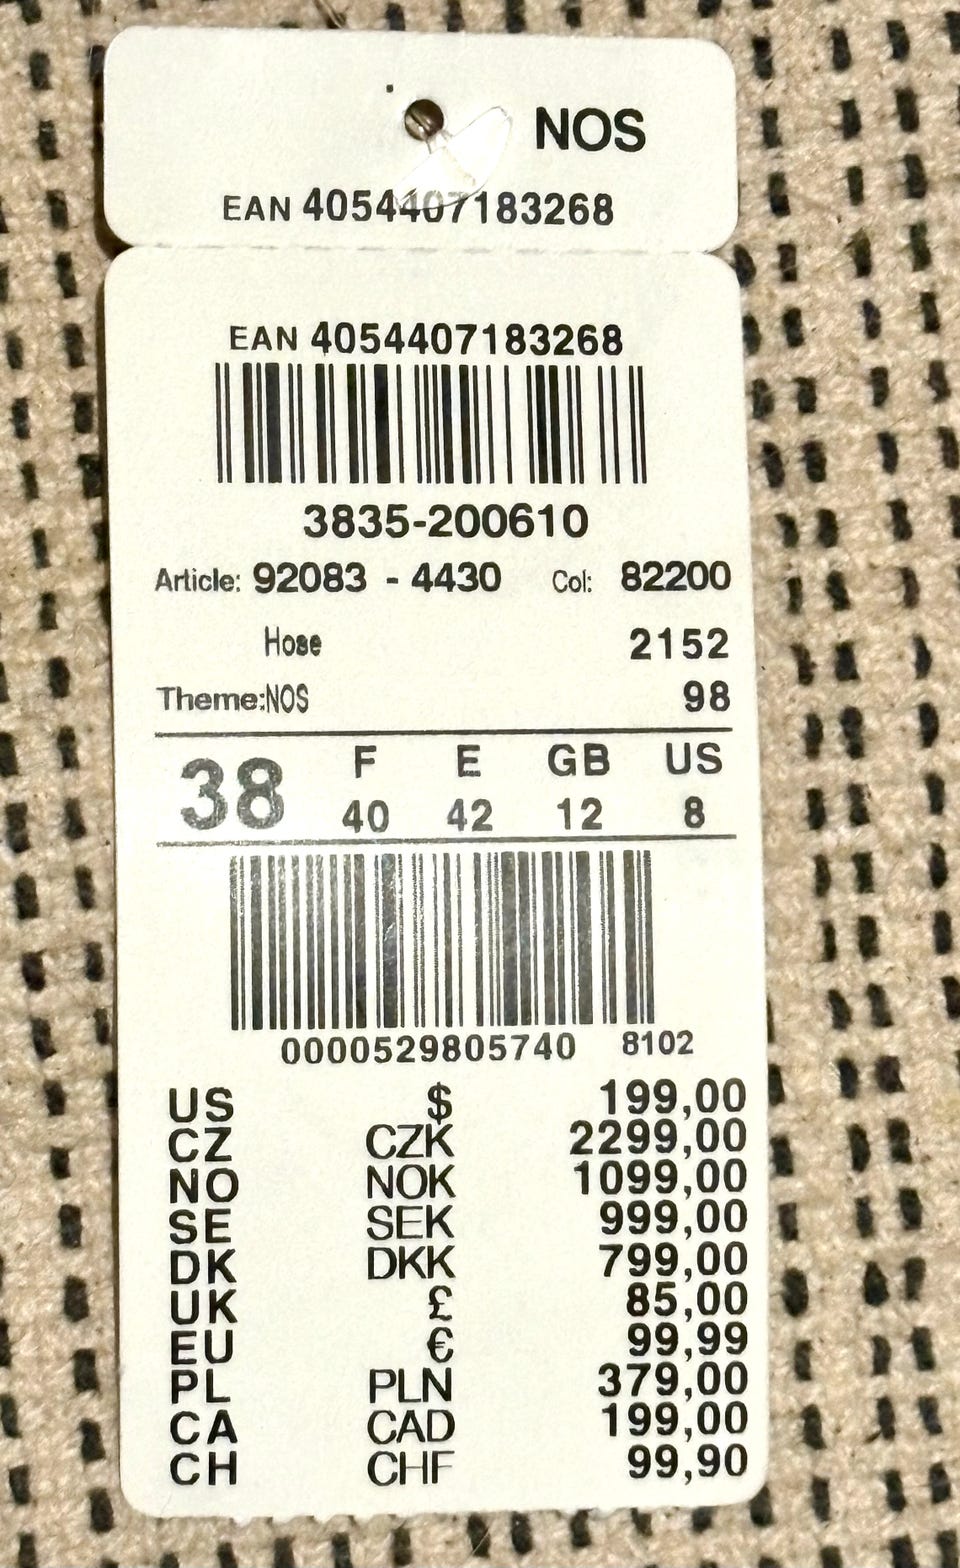 NOS
EAN 4054407183268
EAN 4054407183268
3835-200610
Article: 92083 - 4430 Col: 82200
Hose 2152
Theme:NOS 98
38 F E GB US
40 42 12 8
0000529805740 8102
US $ 199,00
CZ CZK 2299,00
NO NOK 1099,00
SE SEK 999,00
DK DKK 799,00
UK £ 85,00
EU € 99,99
PL PLN 379,00
CA CAD 199,00
CH CHF 99,90